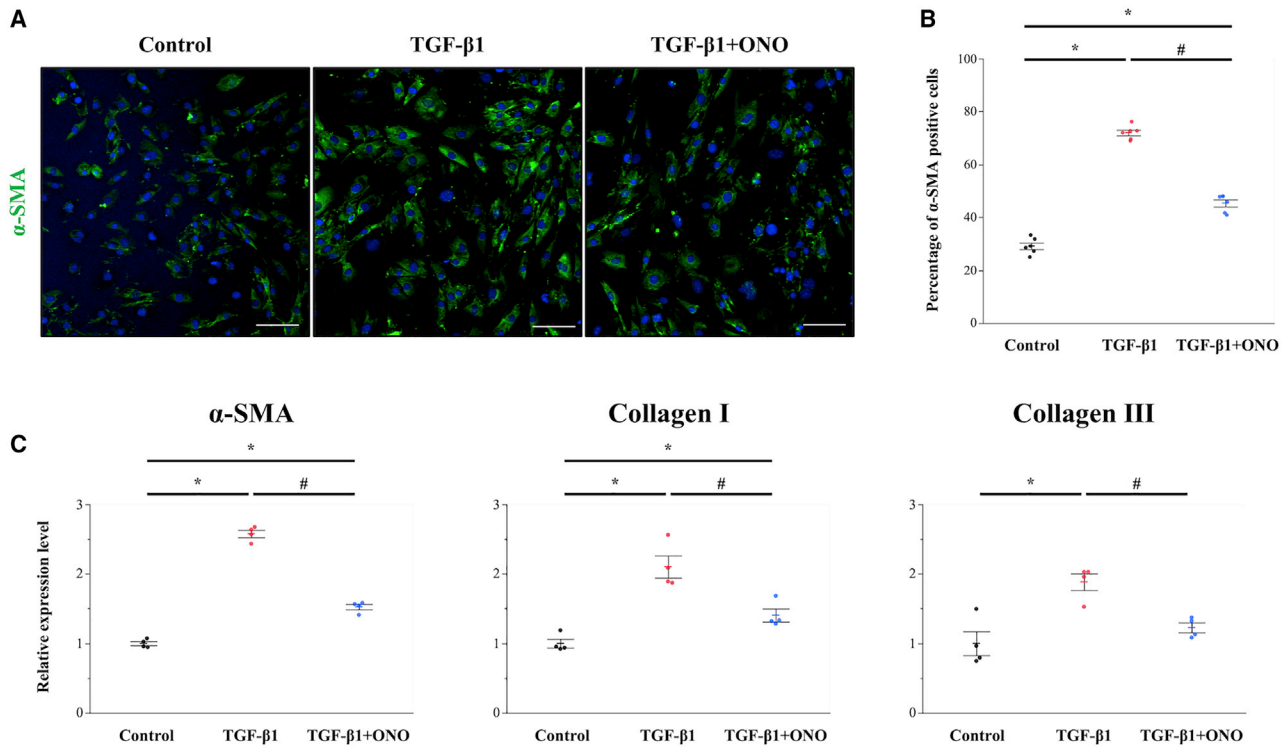 A
Control
TGF-β1
TGF-β1+ONO
α-SMA
B
*
*
#
Percentage of α-SMA positive cells
100
80
60
40
20
0
Control
TGF-β1
TGF-β1+ONO
C
α-SMA
*
*
#
Relative expression level
3
2
1
0
Control
TGF-β1
TGF-β1+ONO
Collagen I
*
*
#
3
2
1
0
Control
TGF-β1
TGF-β1+ONO
Collagen III
*
#
3
2
1
0
Control
TGF-β1
TGF-β1+ONO